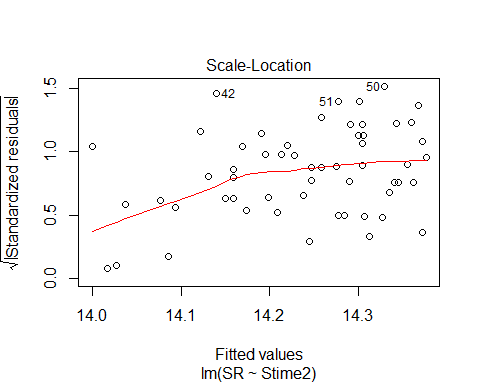 Scale-Location
√|Standardized residuals|
1.5
1.0
0.5
0.0
42
51
50
14.0 14.1 14.2 14.3
Fitted values
lm(SR ~ Stime2)